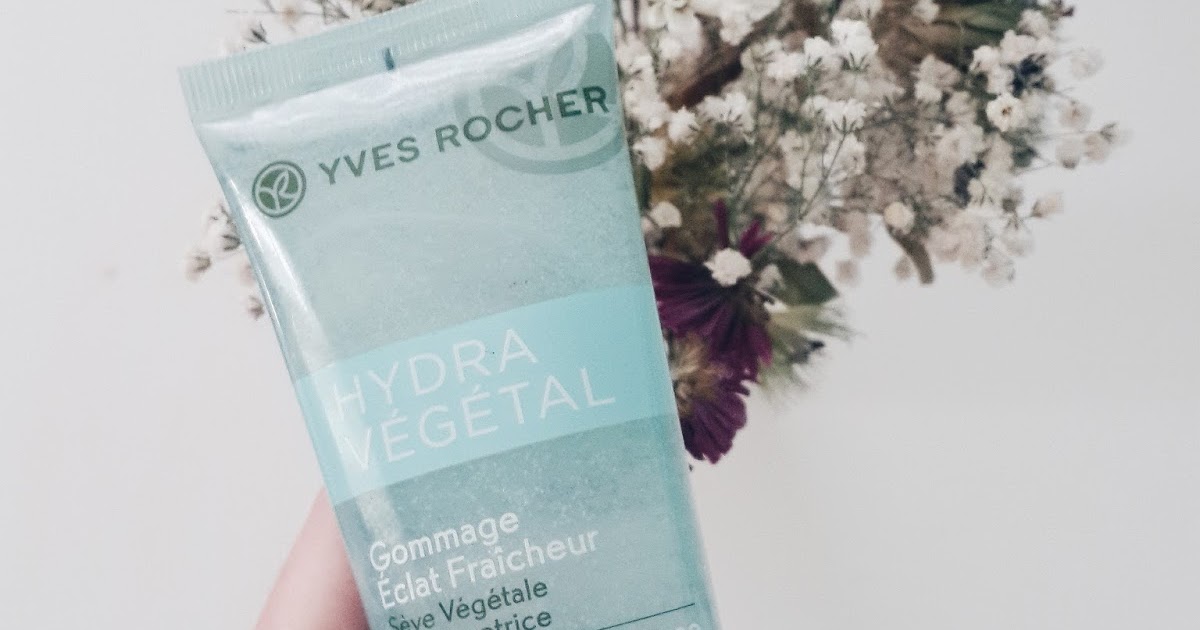 YVES ROCHER
HYDRA
VÉGÉTAL
Gommage
Éclat Fraîcheur
Sève Végétale